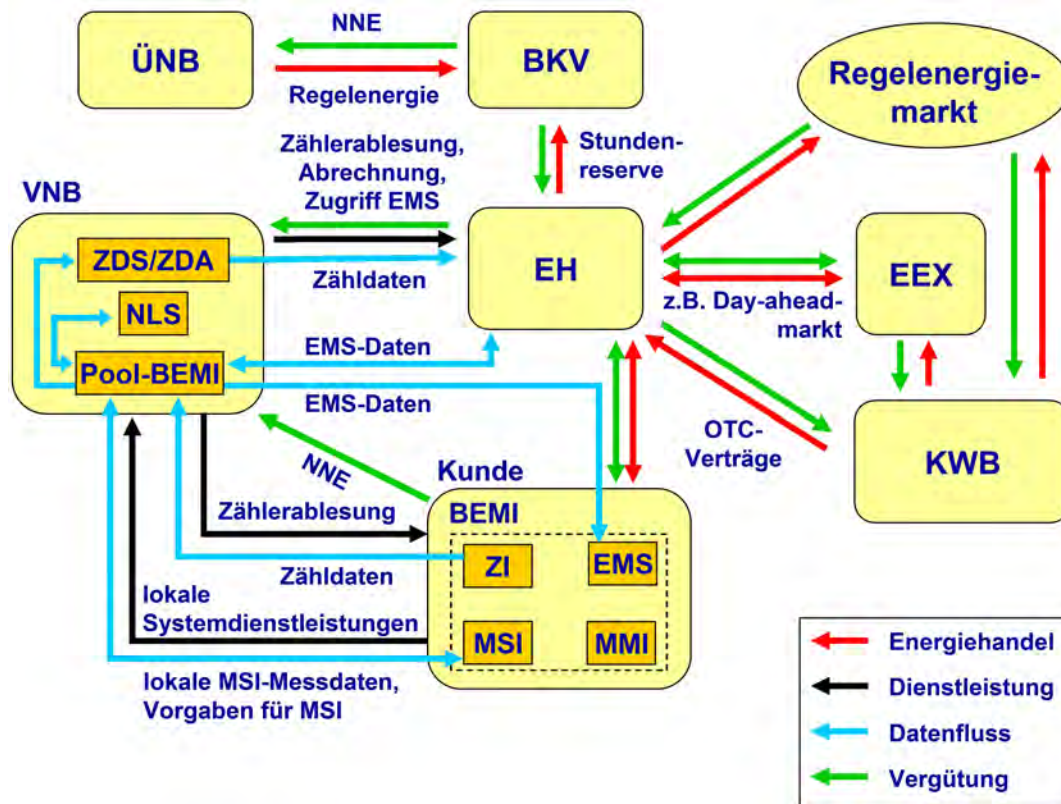 NNE
ÜNB
BKV
Regelenergie
Regelenergie-
markt
Zählerablesung,
Abrechnung,
Zugriff EMS
Stunden-
reserve
VNB
ZDS/ZDA
Zähldaten
EH
EEX
z.B. Day-ahead-
markt
NLS
EMS-Daten
Pool-BEMI
EMS-Daten
OTC-
Verträge
KWB
NNE
Kunde
BEMI
Zählerablesung
ZI
EMS
Zähldaten
lokale
Systemdienstleistungen
MSI
MMI
lokale MSI-Messdaten,
Vorgaben für MSI
Energiehandel
Dienstleistung
Datenfluss
Vergütung